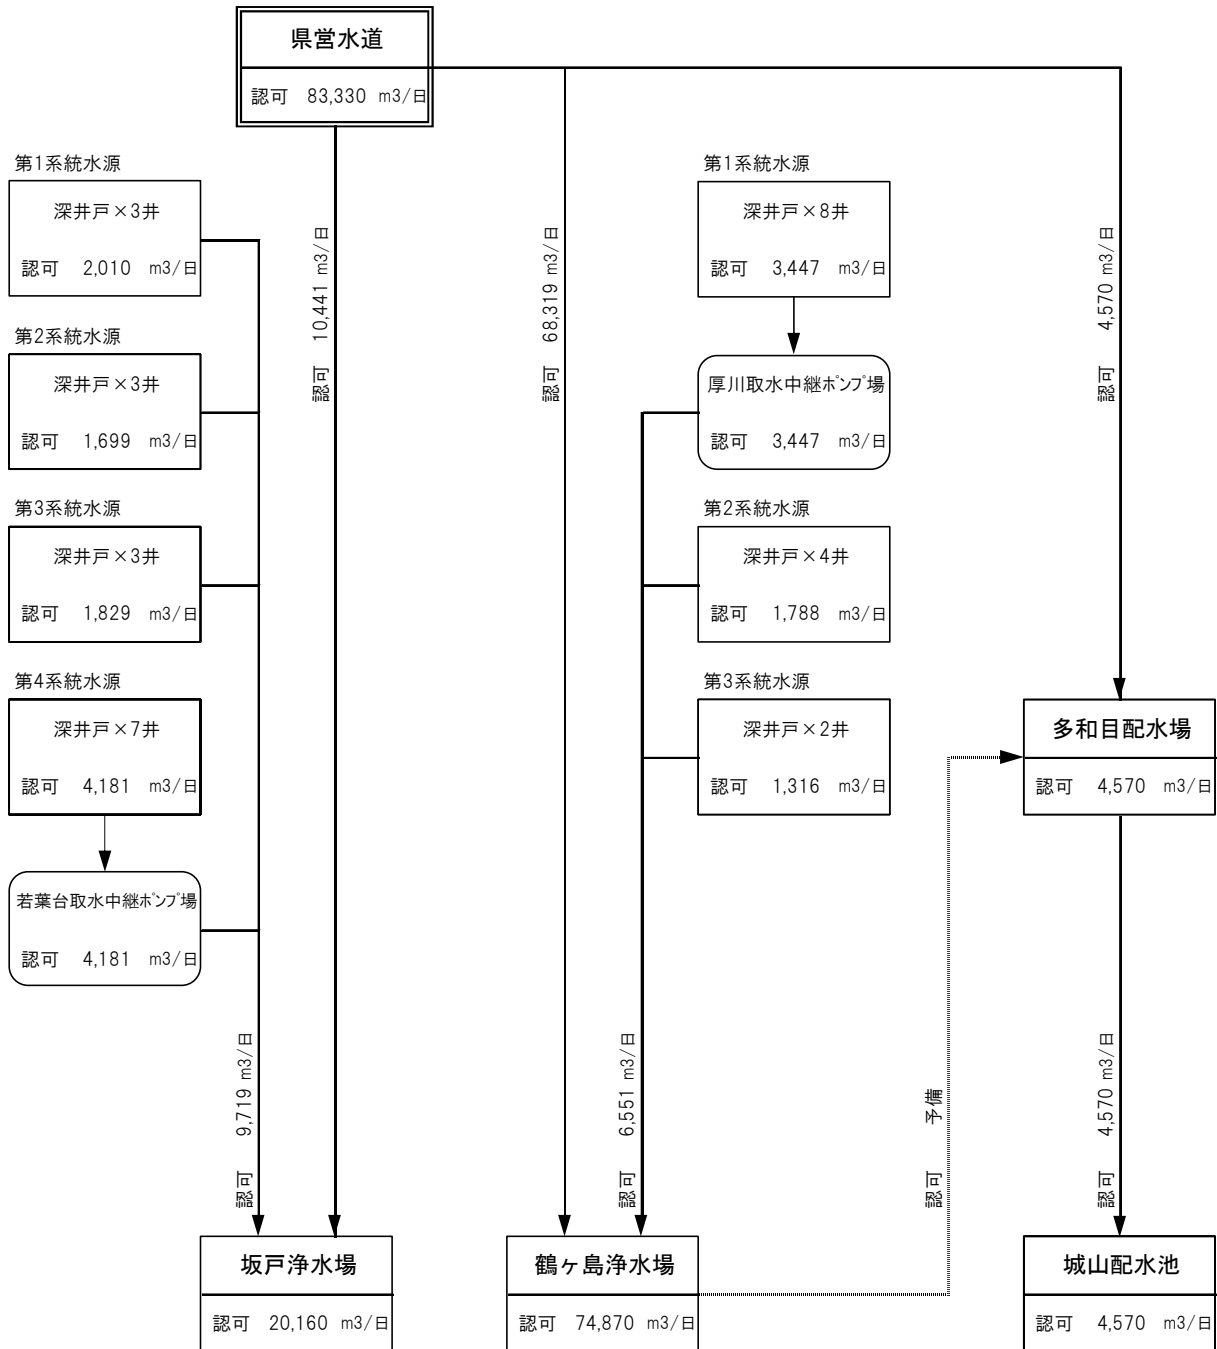 県営水道
認可 83,330 m3/日
第1系統水源
深井戸×3井
認可 2,010 m3/日
第2系統水源
深井戸×3井
認可 1,699 m3/日
第3系統水源
深井戸×3井
認可 1,829 m3/日
第4系統水源
深井戸×7井
認可 4,181 m3/日
若葉台取水中継ﾎﾟﾝﾌﾟ場
認可 4,181 m3/日
認可 9,719 m3/日
認可 10,441 m3/日
坂戸浄水場
認可 20,160 m3/日
認可 68,319 m3/日
第1系統水源
深井戸×8井
認可 3,447 m3/日
厚川取水中継ﾎﾟﾝﾌﾟ場
認可 3,447 m3/日
第2系統水源
深井戸×4井
認可 1,788 m3/日
第3系統水源
深井戸×2井
認可 1,316 m3/日
認可 6,551 m3/日
鶴ヶ島浄水場
認可 74,870 m3/日
認可 予備
認可 4,570 m3/日
多和目配水場
認可 4,570 m3/日
認可 4,570 m3/日
城山配水池
認可 4,570 m3/日